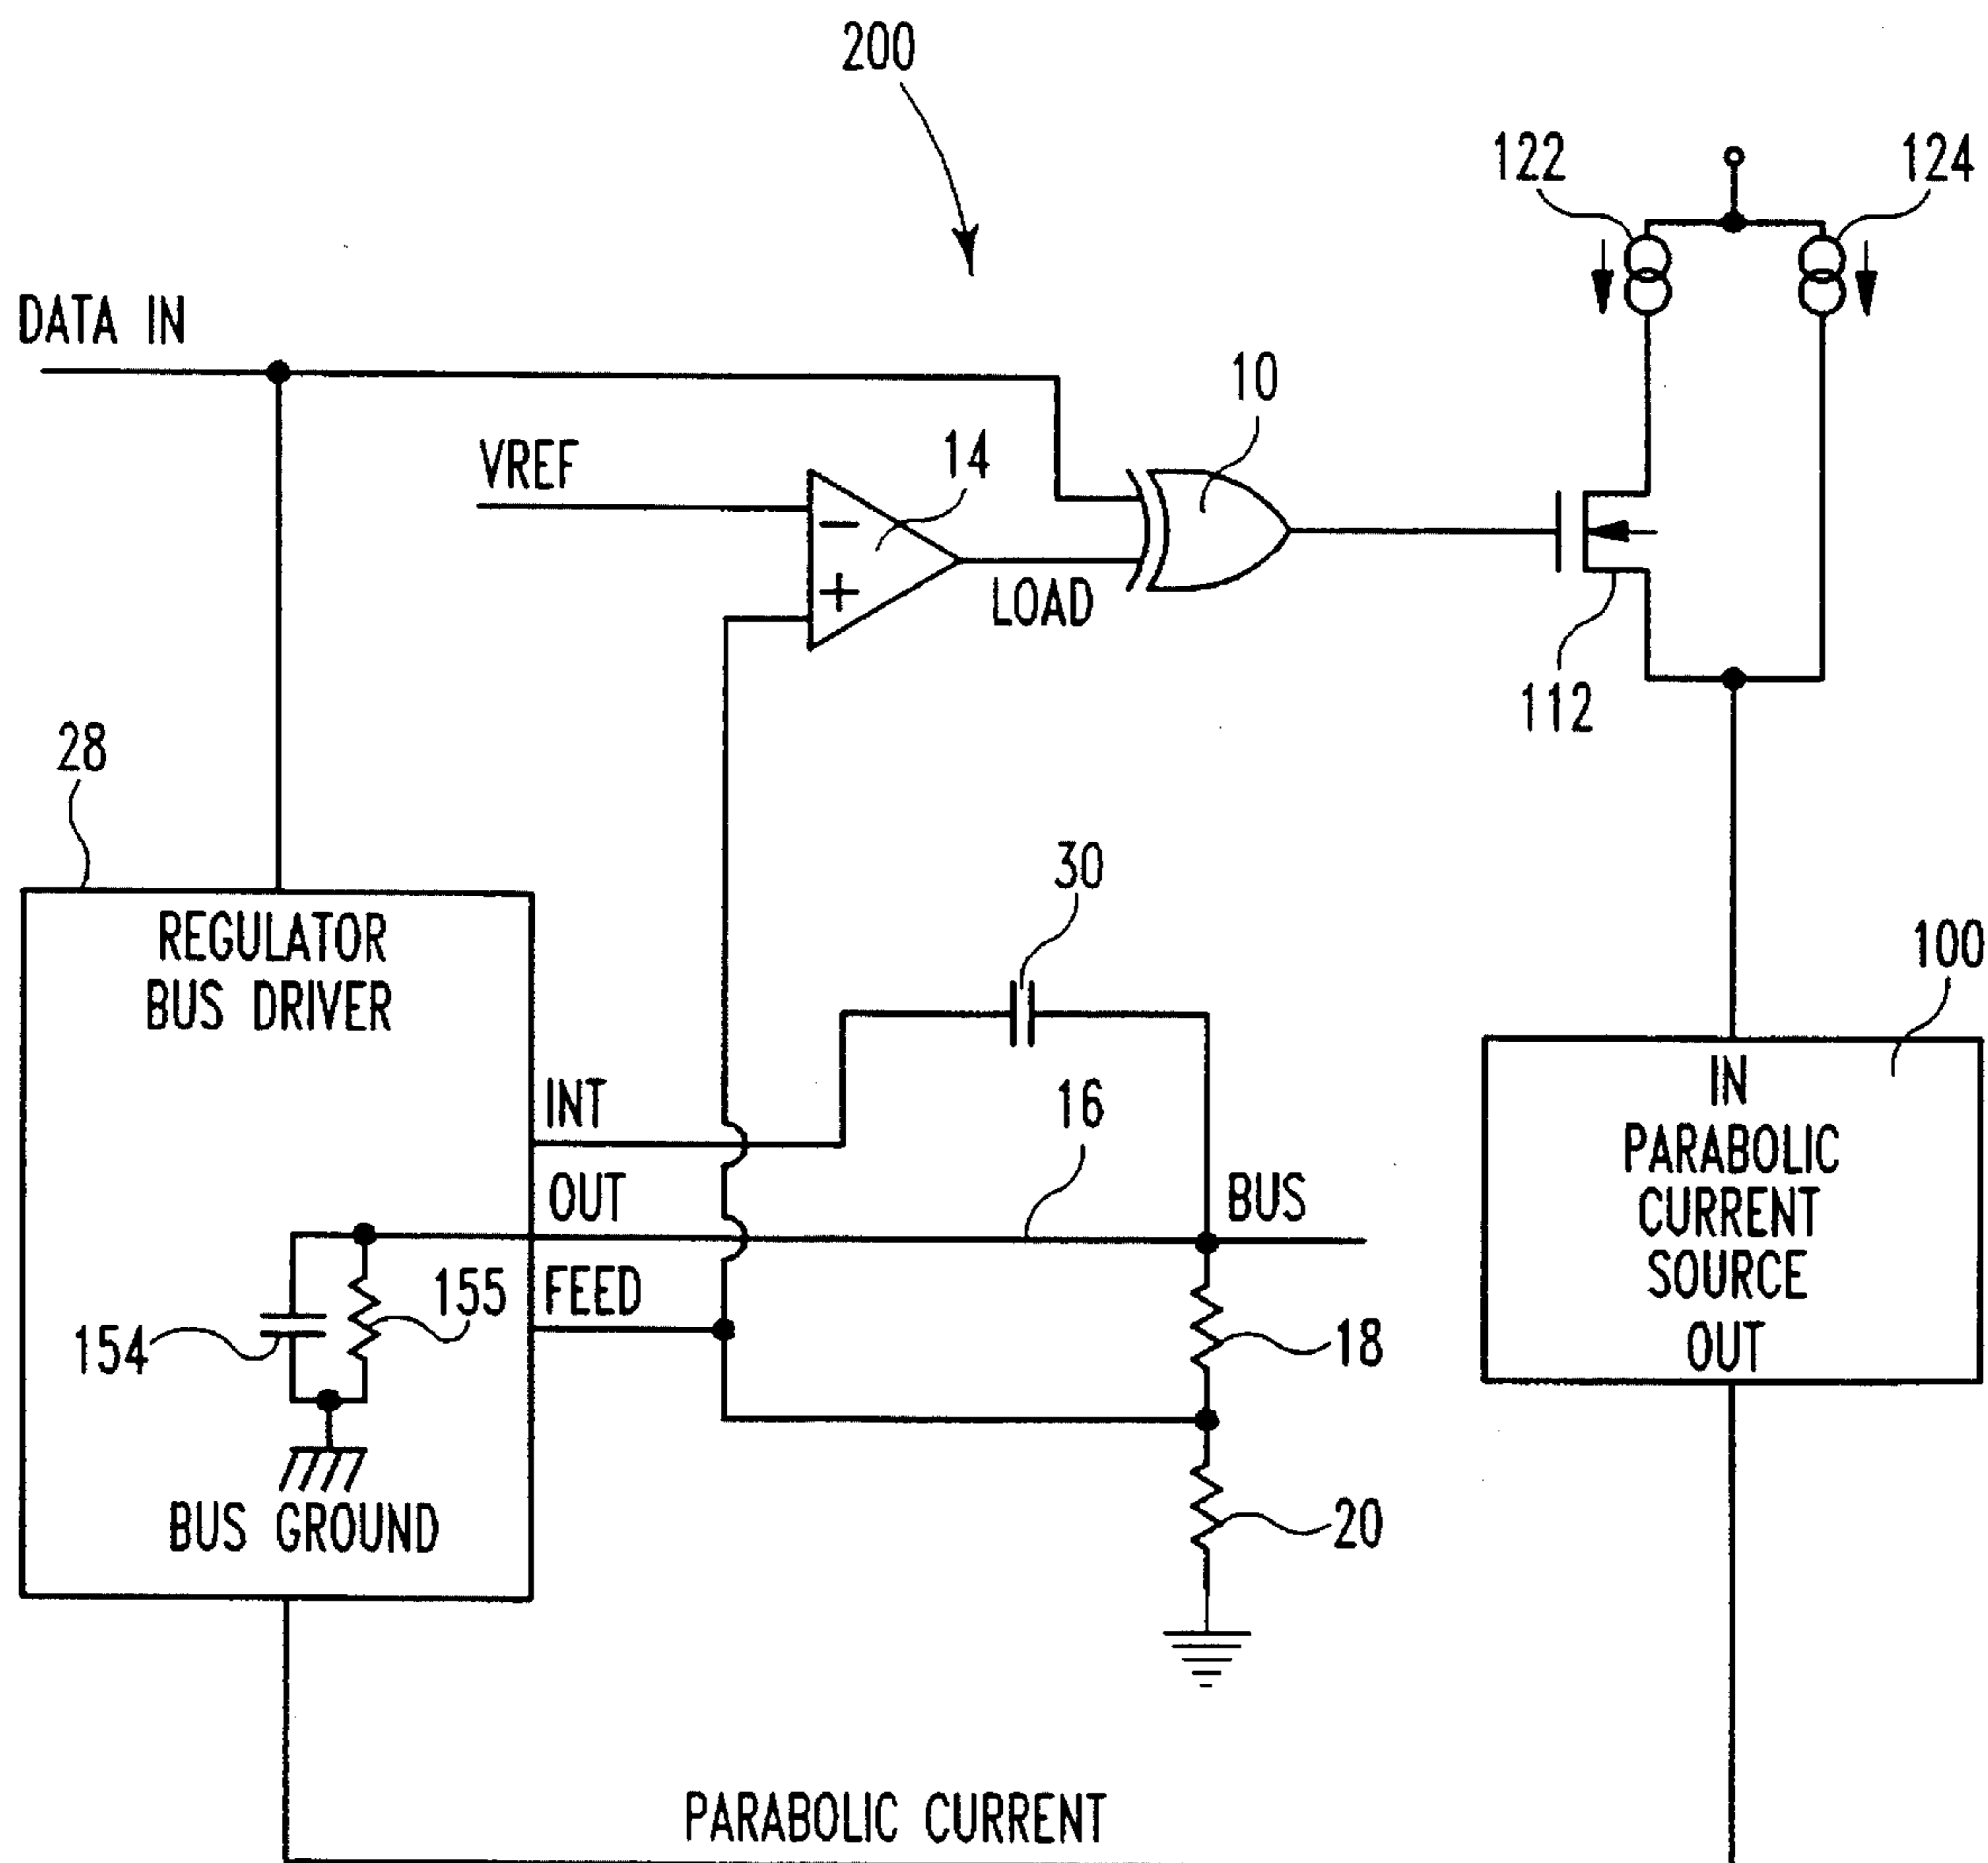 200
122
124
DATA IN
10
VREF
14
LOAD
112
28
REGULATOR
BUS DRIVER
30
100
INT
16
IN
PARABOLIC
CURRENT
SOURCE
OUT
OUT
BUS
FEED
155
154
18
20
BUS GROUND
PARABOLIC CURRENT